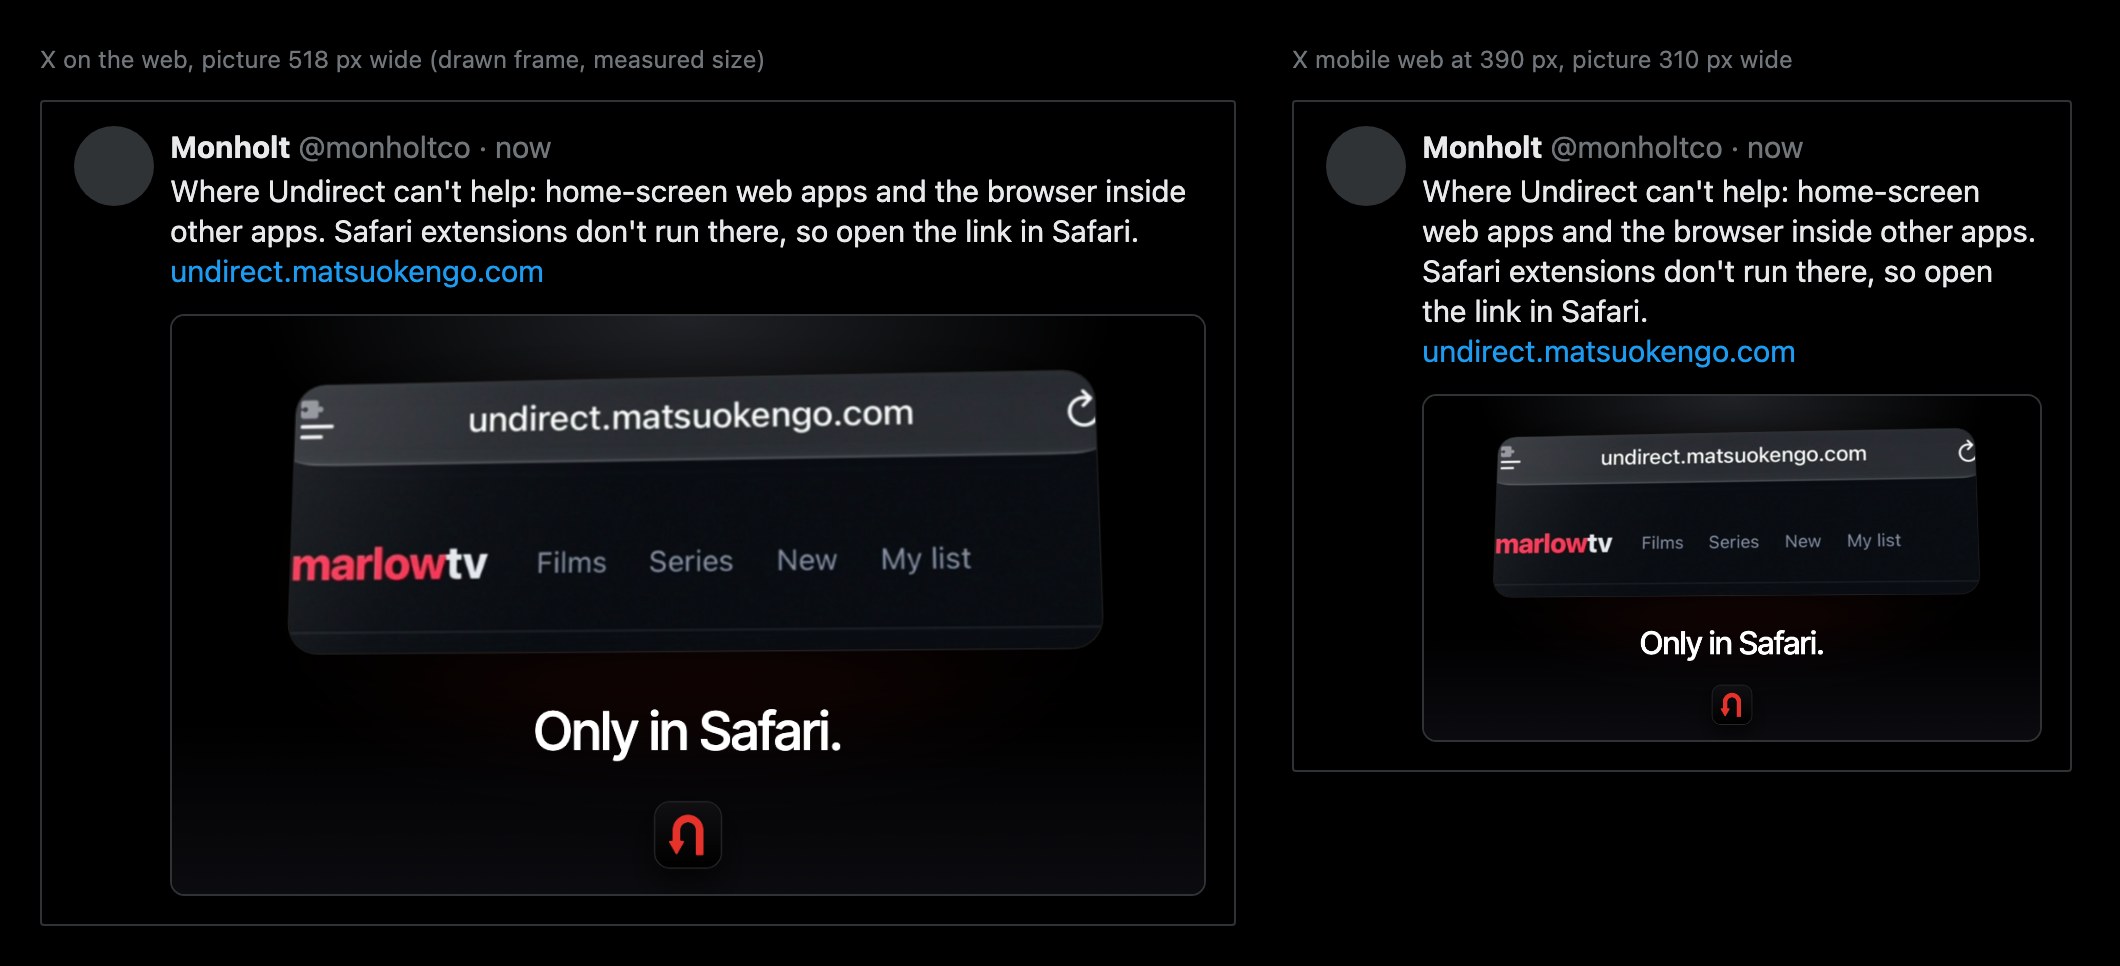 X on the web, picture 518 px wide (drawn frame, measured size)
Monholt @monholtco · now
Where Undirect can't help: home-screen web apps and the browser inside
other apps. Safari extensions don't run there, so open the link in Safari.
undirect.matsuokengo.com
undirect.matsuokengo.com
marlowtv Films Series New My list
Only in Safari.
X mobile web at 390 px, picture 310 px wide
Monholt @monholtco · now
Where Undirect can't help: home-screen
web apps and the browser inside other apps.
Safari extensions don't run there, so open
the link in Safari.
undirect.matsuokengo.com
undirect.matsuokengo.com
marlowtv Films Series New My list
Only in Safari.